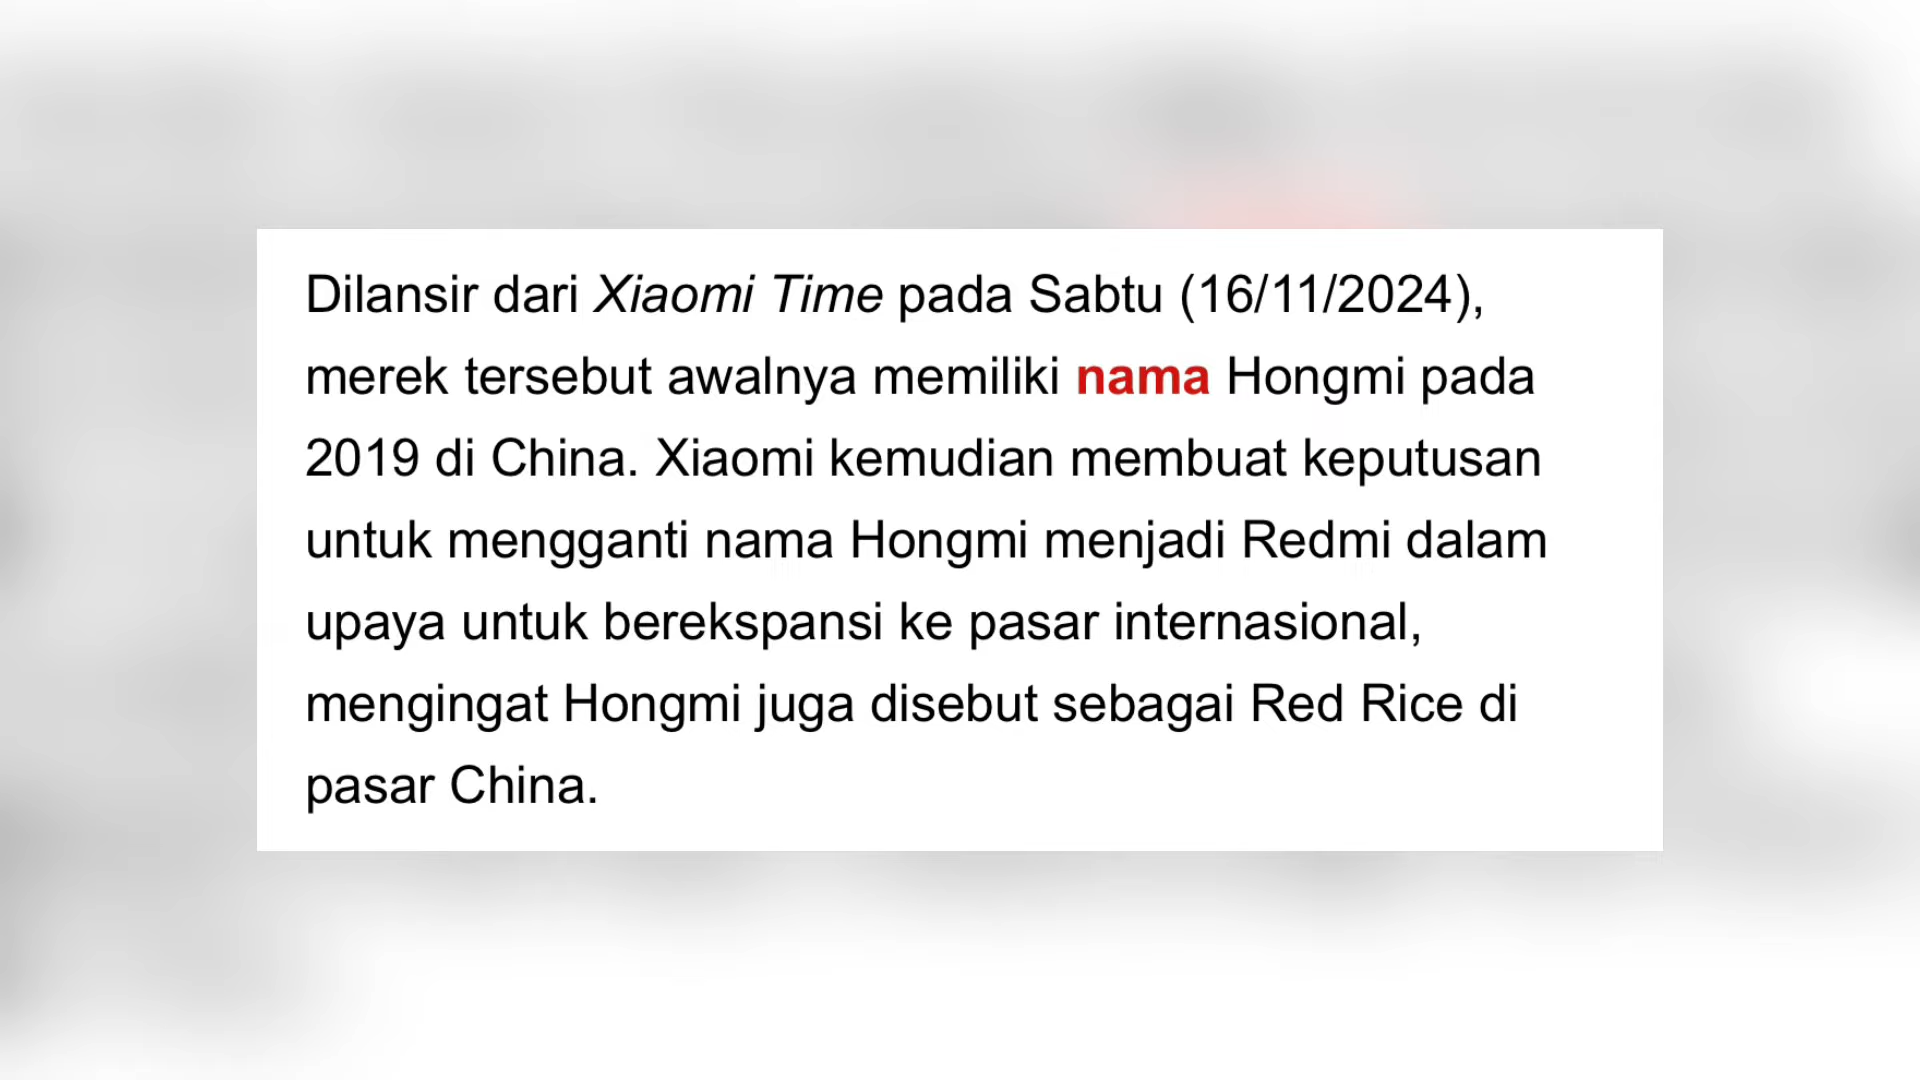 Dilansir dari Xiaomi Time pada Sabtu (16/11/2024),
merek tersebut awalnya memiliki nama Hongmi pada
2019 di China. Xiaomi kemudian membuat keputusan
untuk mengganti nama Hongmi menjadi Redmi dalam
upaya untuk berekspansi ke pasar internasional,
mengingat Hongmi juga disebut sebagai Red Rice di
pasar China.